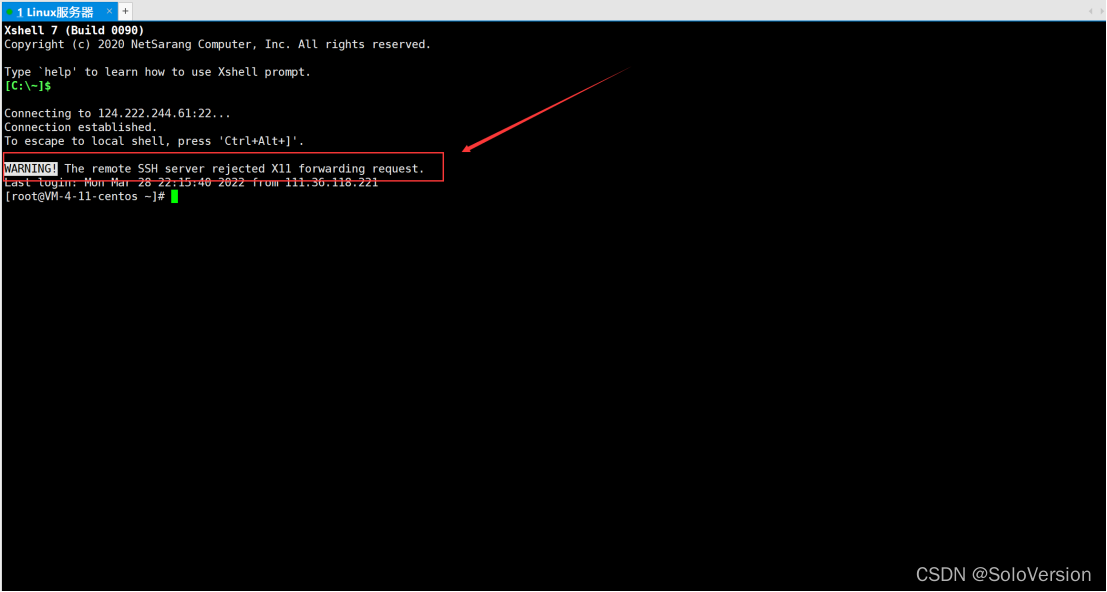 1 Linux服务器 × +
Xshell 7 (Build 0090)
Copyright (c) 2020 NetSarang Computer, Inc. All rights reserved.
Type `help' to learn how to use Xshell prompt.
[C:\~]$
Connecting to 124.222.244.61:22...
Connection established.
To escape to local shell, press 'Ctrl+Alt+]'.
WARNING! The remote SSH server rejected X11 forwarding request.
Last login: Mon Mar 28 22:15:40 2022 from 111.36.118.221
[root@VM-4-11-centos ~]#
CSDN @SoloVersion